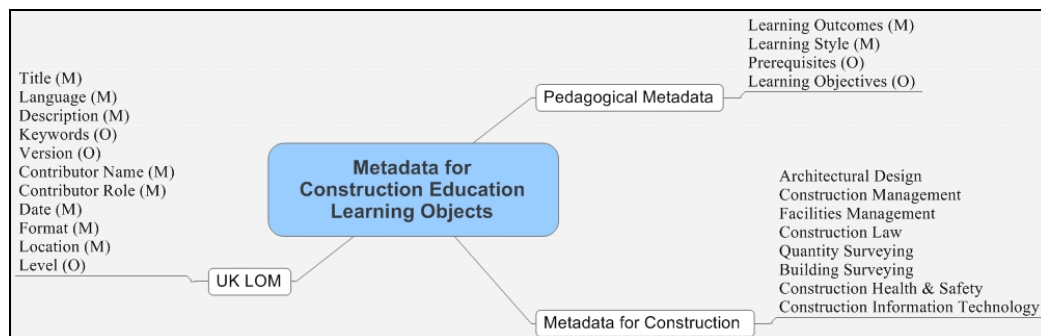 Title (M)
Language (M)
Description (M)
Keywords (O)
Version (O)
Contributor Name (M)
Contributor Role (M)
Date (M)
Format (M)
Location (M)
Level (O)
UK LOM
Metadata for
Construction Education
Learning Objects
Learning Outcomes (M)
Learning Style (M)
Prerequisites (O)
Learning Objectives (O)
Pedagogical Metadata
Architectural Design
Construction Management
Facilities Management
Construction Law
Quantity Surveying
Building Surveying
Construction Health & Safety
Construction Information Technology
Metadata for Construction